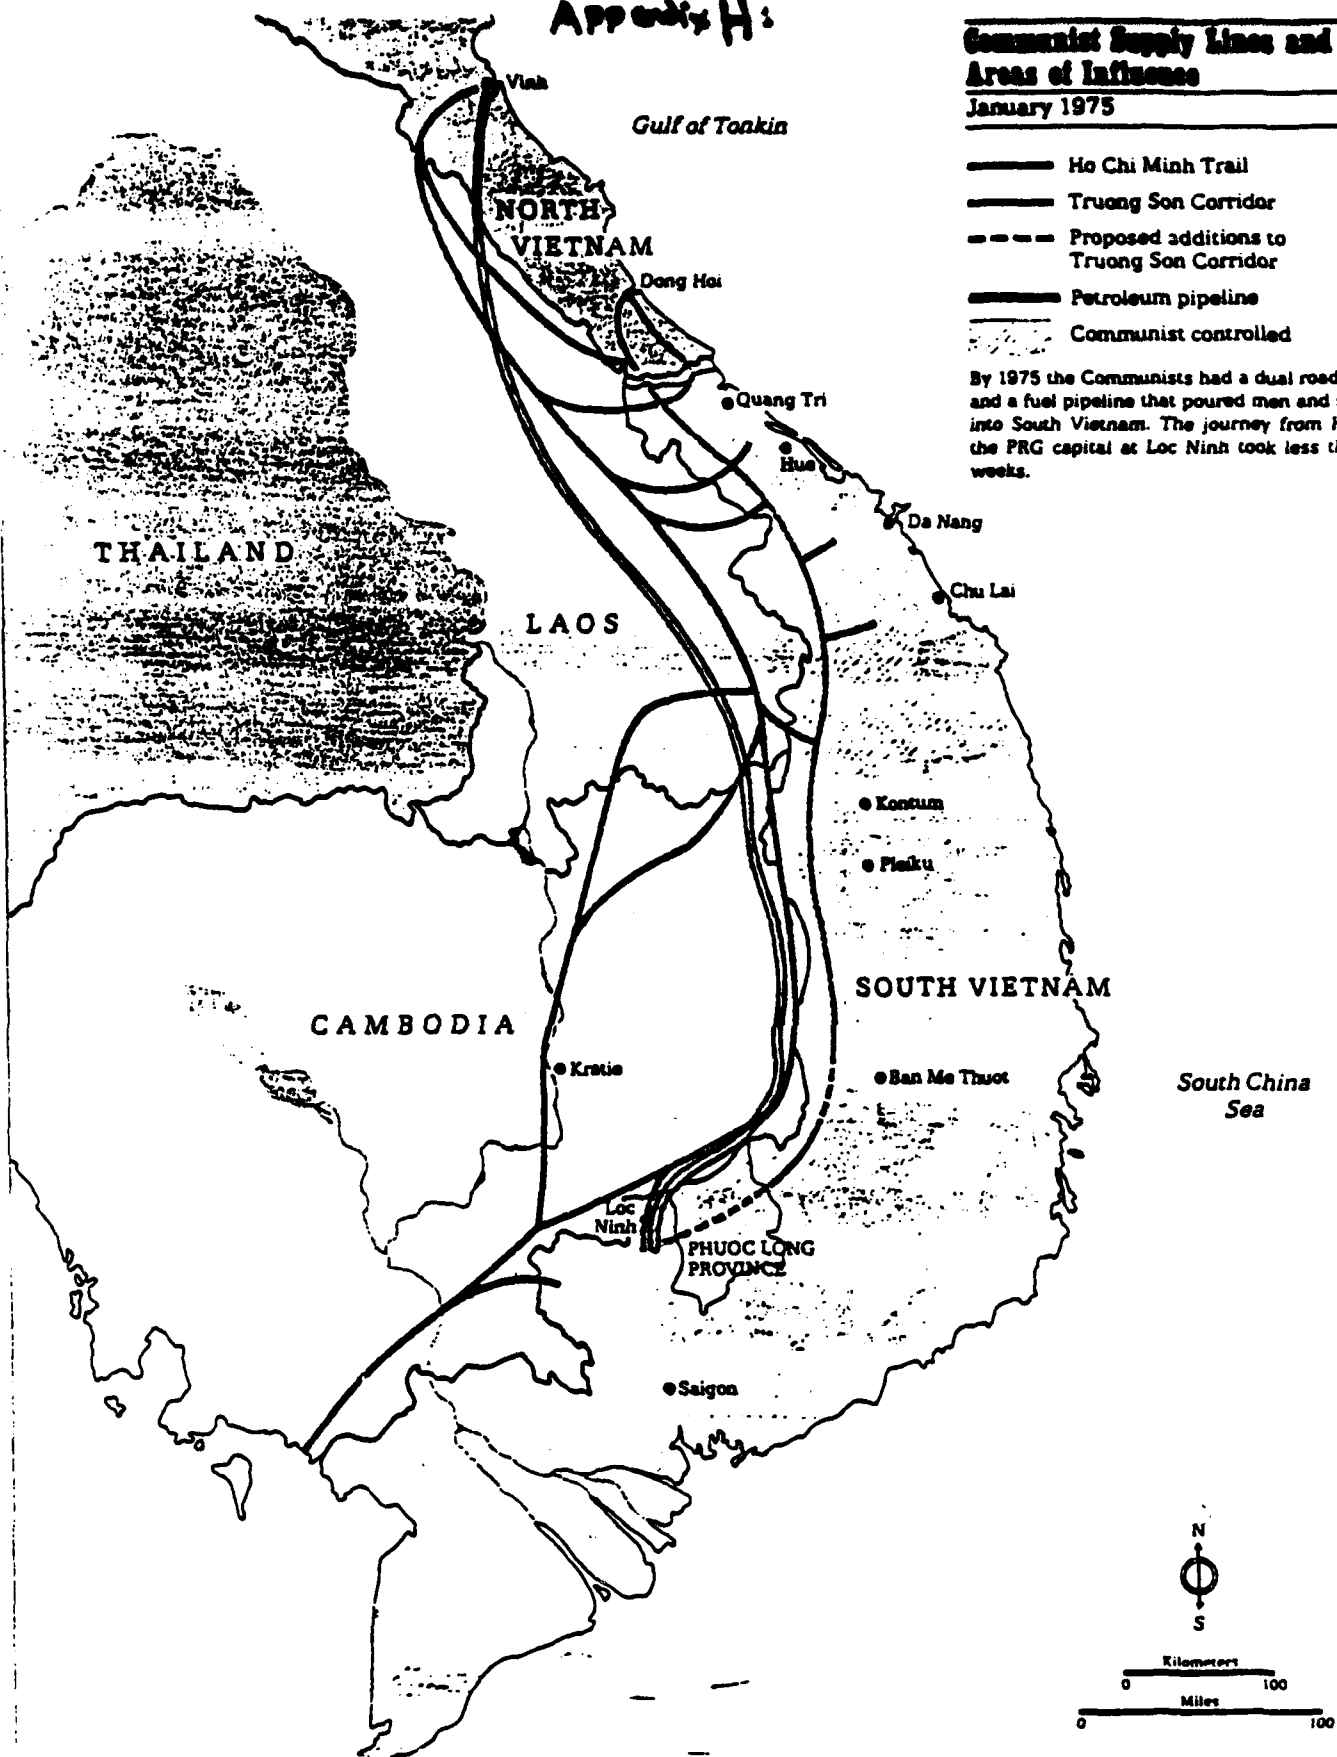 Appendix H:
Communist Supply Lines and
Areas of Influence
January 1975
Ho Chi Minh Trail
Truong Son Corridor
Proposed additions to
Truong Son Corridor
Petroleum pipeline
Communist controlled
By 1975 the Communists had a dual road
and a fuel pipeline that poured men and
into South Vietnam. The journey from
the PRG capital at Loc Ninh took less
weeks.
Vinh
Gulf of Tonkin
NORTH
VIETNAM
Dong Hoi
Quang Tri
Hue
Da Nang
THAILAND
Chu Lai
LAOS
Kontum
Pleiku
SOUTH VIETNAM
CAMBODIA
Kratie
Ban Me Thuot
South China
Sea
Loc
Ninh
PHUOC LONG
PROVINCE
Saigon
N
S
Kilometers
0 100
Miles
0 100